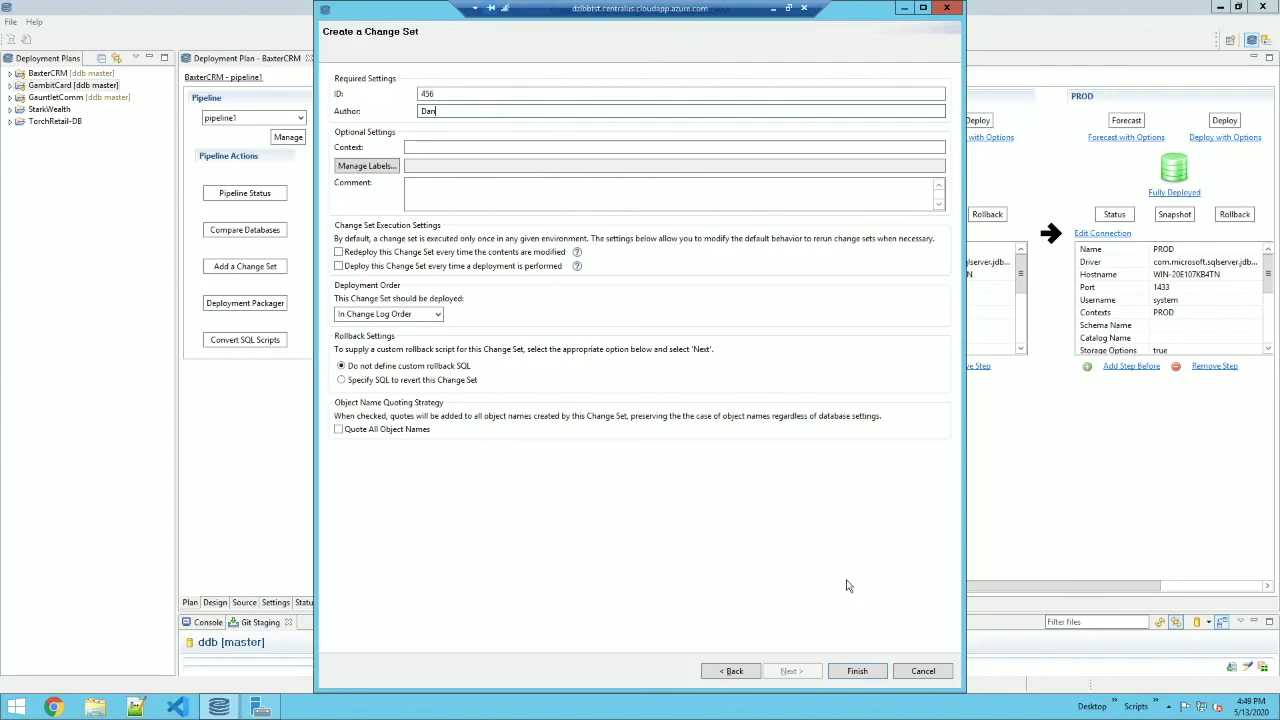 dzlbbtst.centralus.cloudapp.azure.com
File Help
Create a Change Set
Deployment Plans
BaxterCRM [ddb master]
GambitCard [ddb master]
GauntletComm [ddb master]
StarkWealth
TorchRetail-DB
Deployment Plan - BaxterCRM
BaxterCRM - pipeline1
Pipeline
pipeline1
Manage
Pipeline Actions
Pipeline Status
Compare Databases
Add a Change Set
Deployment Packager
Convert SQL Scripts
Plan Design Source Settings Statu
Console Git Staging
ddb [master]
Required Settings
ID: 456
Author: Dan
Optional Settings
Context:
Manage Labels...
Comment:
Change Set Execution Settings
By default, a change set is executed only once in any given environment. The settings below allow you to modify the default behavior to rerun change sets when necessary.
Redeploy this Change Set every time the contents are modified
Deploy this Change Set every time a deployment is performed
Deployment Order
This Change Set should be deployed:
In Change Log Order
Rollback Settings
To supply a custom rollback script for this Change Set, select the appropriate option below and select 'Next'.
Do not define custom rollback SQL
Specify SQL to revert this Change Set
Object Name Quoting Strategy
When checked, quotes will be added to all object names created by this Change Set, preserving the the case of object names regardless of database settings.
Quote All Object Names
< Back Next > Finish Cancel
Deploy
with Options
Rollback
sqlserver.jdb...
TN
ve Step
PROD
Forecast Deploy
Forecast with Options Deploy with Options
Fully Deployed
Status Snapshot Rollback
Edit Connection
Name PROD
Driver com.microsoft.sqlserver.jdb...
Hostname WIN-20E107KB4TN
Port 1433
Username system
Contexts PROD
Schema Name
Catalog Name
Storage Options true
Add Step Before Remove Step
Filter files
Desktop Scripts
4:49 PM
5/13/2020